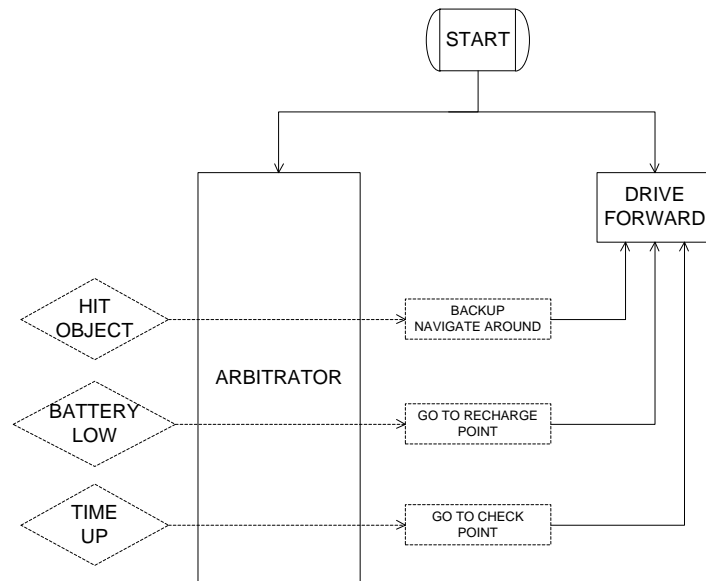 START
DRIVE
FORWARD
HIT
OBJECT
BACKUP
NAVIGATE AROUND
ARBITRATOR
BATTERY
LOW
GO TO RECHARGE
POINT
TIME
UP
GO TO CHECK
POINT